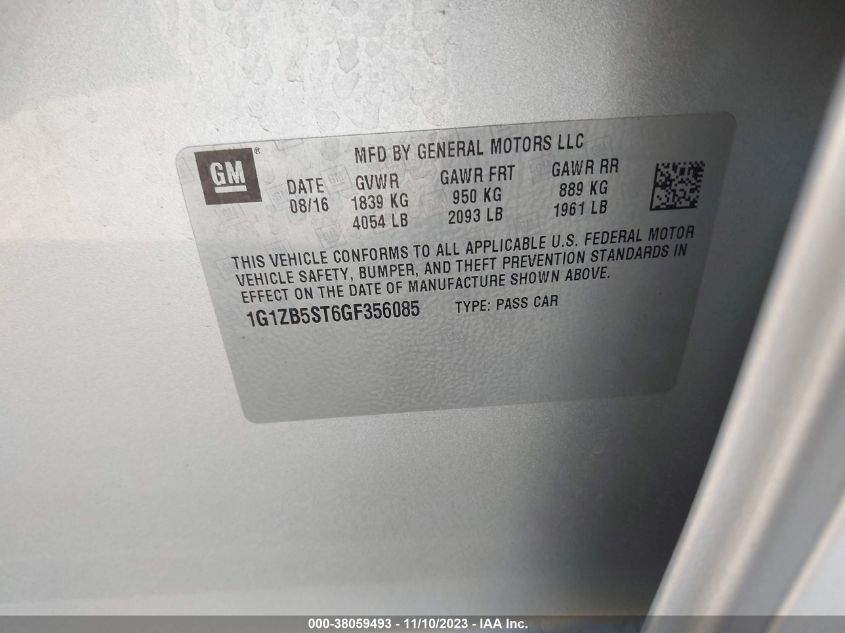 GM ®
MFD BY GENERAL MOTORS LLC
DATE GVWR GAWR FRT GAWR RR
08/16 1839 KG 950 KG 889 KG
4054 LB 2093 LB 1961 LB
THIS VEHICLE CONFORMS TO ALL APPLICABLE U.S. FEDERAL MOTOR
VEHICLE SAFETY, BUMPER, AND THEFT PREVENTION STANDARDS IN
EFFECT ON THE DATE OF MANUFACTURE SHOWN ABOVE.
1G1ZB5ST6GF356085 TYPE: PASS CAR
000-38059493 - 11/10/2023 - IAA Inc.